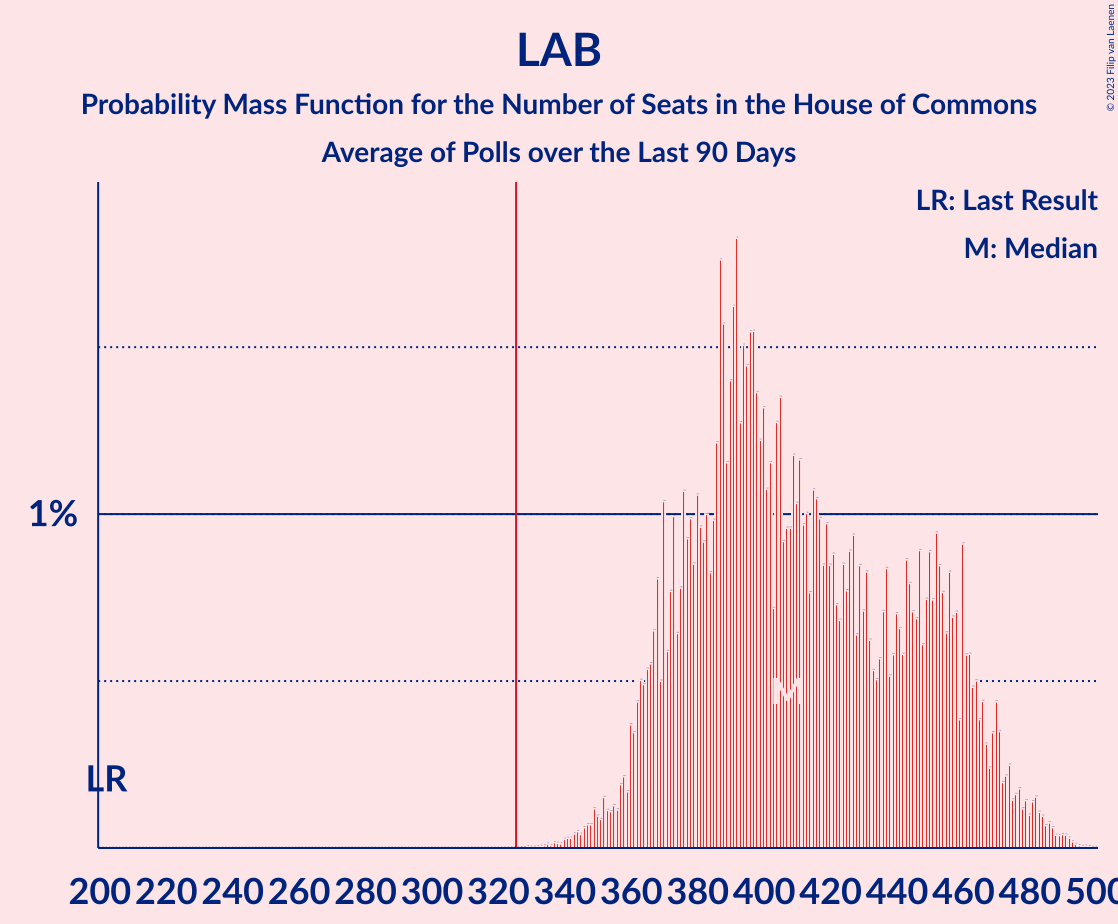 LAB
Probability Mass Function for the Number of Seats in the House of Commons
Average of Polls over the Last 90 Days
© 2023 Filip van Laenen
LR: Last Result
M: Median
1%
M
LR
200 220 240 260 280 300 320 340 360 380 400 420 440 460 480 500